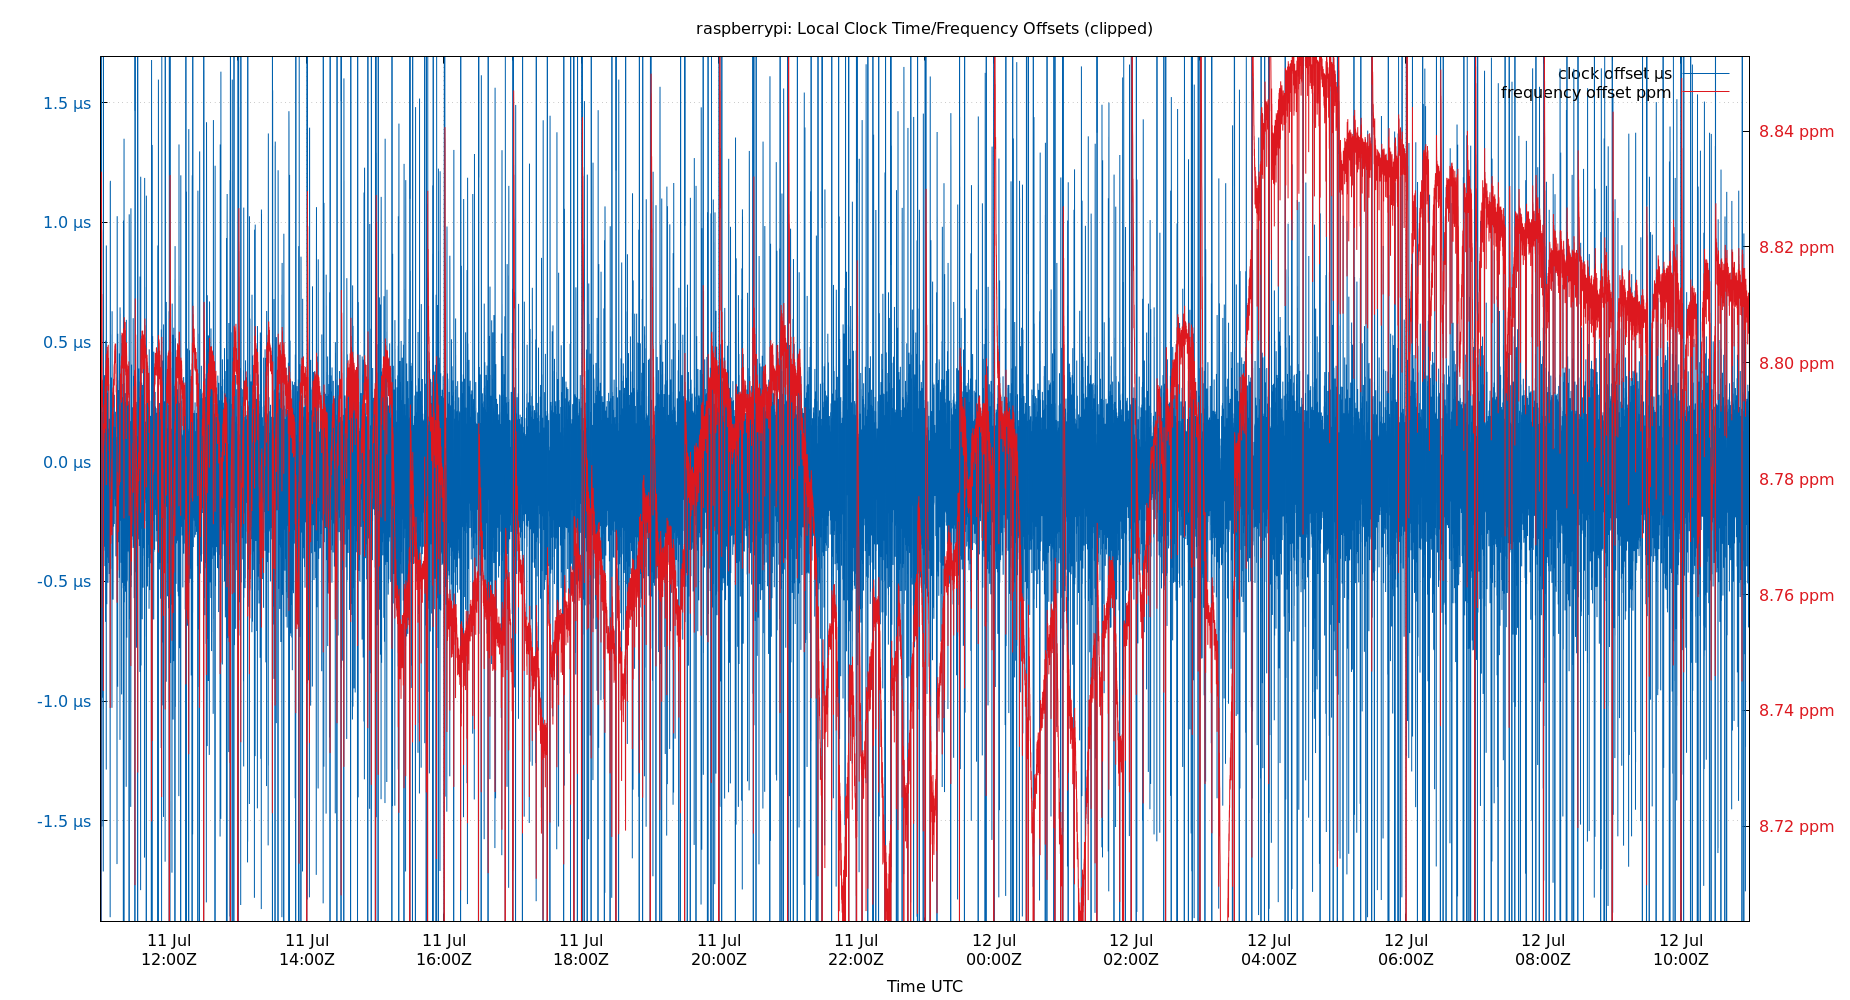 raspberrypi: Local Clock Time/Frequency Offsets (clipped)
clock offset µs
frequency offset ppm
1.5 µs
1.0 µs
0.5 µs
0.0 µs
-0.5 µs
-1.0 µs
-1.5 µs
8.84 ppm
8.82 ppm
8.80 ppm
8.78 ppm
8.76 ppm
8.74 ppm
8.72 ppm
11 Jul 11 Jul 11 Jul 11 Jul 11 Jul 11 Jul 12 Jul 12 Jul 12 Jul 12 Jul 12 Jul 12 Jul
12:00Z 14:00Z 16:00Z 18:00Z 20:00Z 22:00Z 00:00Z 02:00Z 04:00Z 06:00Z 08:00Z 10:00Z
Time UTC